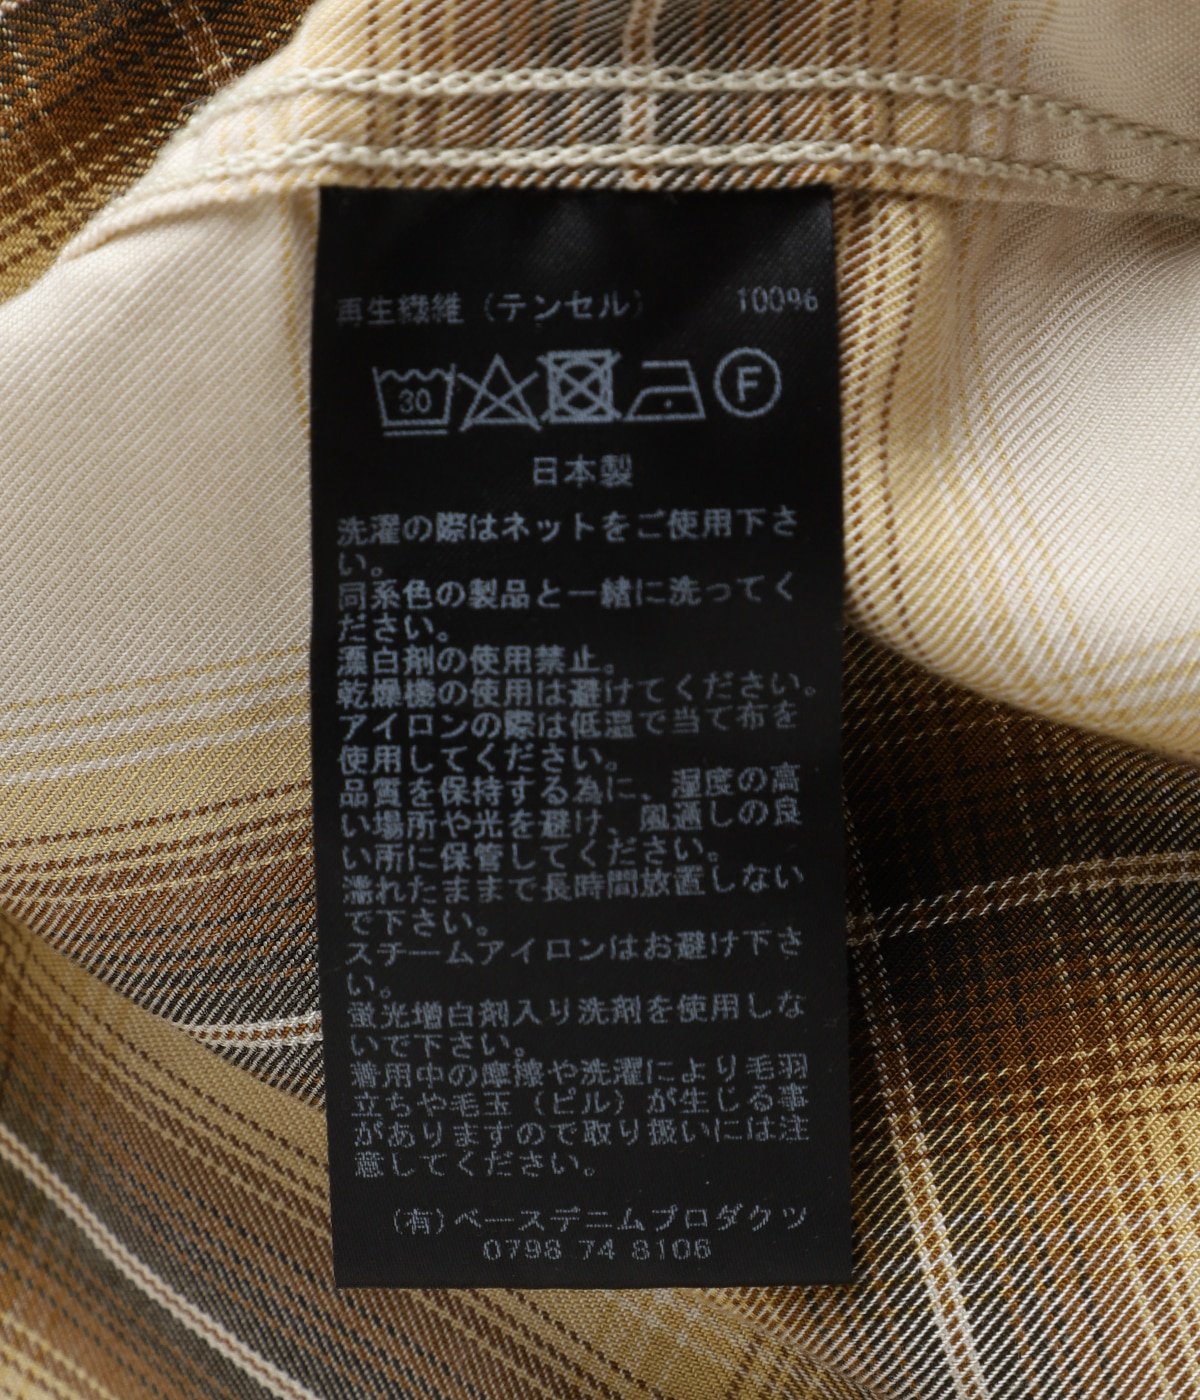 再生繊維（テンセル） 100%
30
F
日本製
洗濯の際はネットをご使用下さ
い。
同系色の製品と一緒に洗ってく
ださい。
漂白剤の使用禁止。
乾燥機の使用は避けてください。
アイロンの際は低温で当て布を
使用してください。
品質を保持する為に、湿度の高
い場所や光を避け、風通しの良
い所に保管してください。
濡れたままで長時間放置しない
で下さい。
スチームアイロンはお避け下さ
い。
蛍光増白剤入り洗剤を使用しな
いで下さい。
着用中の摩擦や洗濯により毛羽
立ちや毛玉（ピル）が生じる事
がありますので取り扱いには注
意してください。
(有)ベースデニムプロダクツ
0798 74 8106